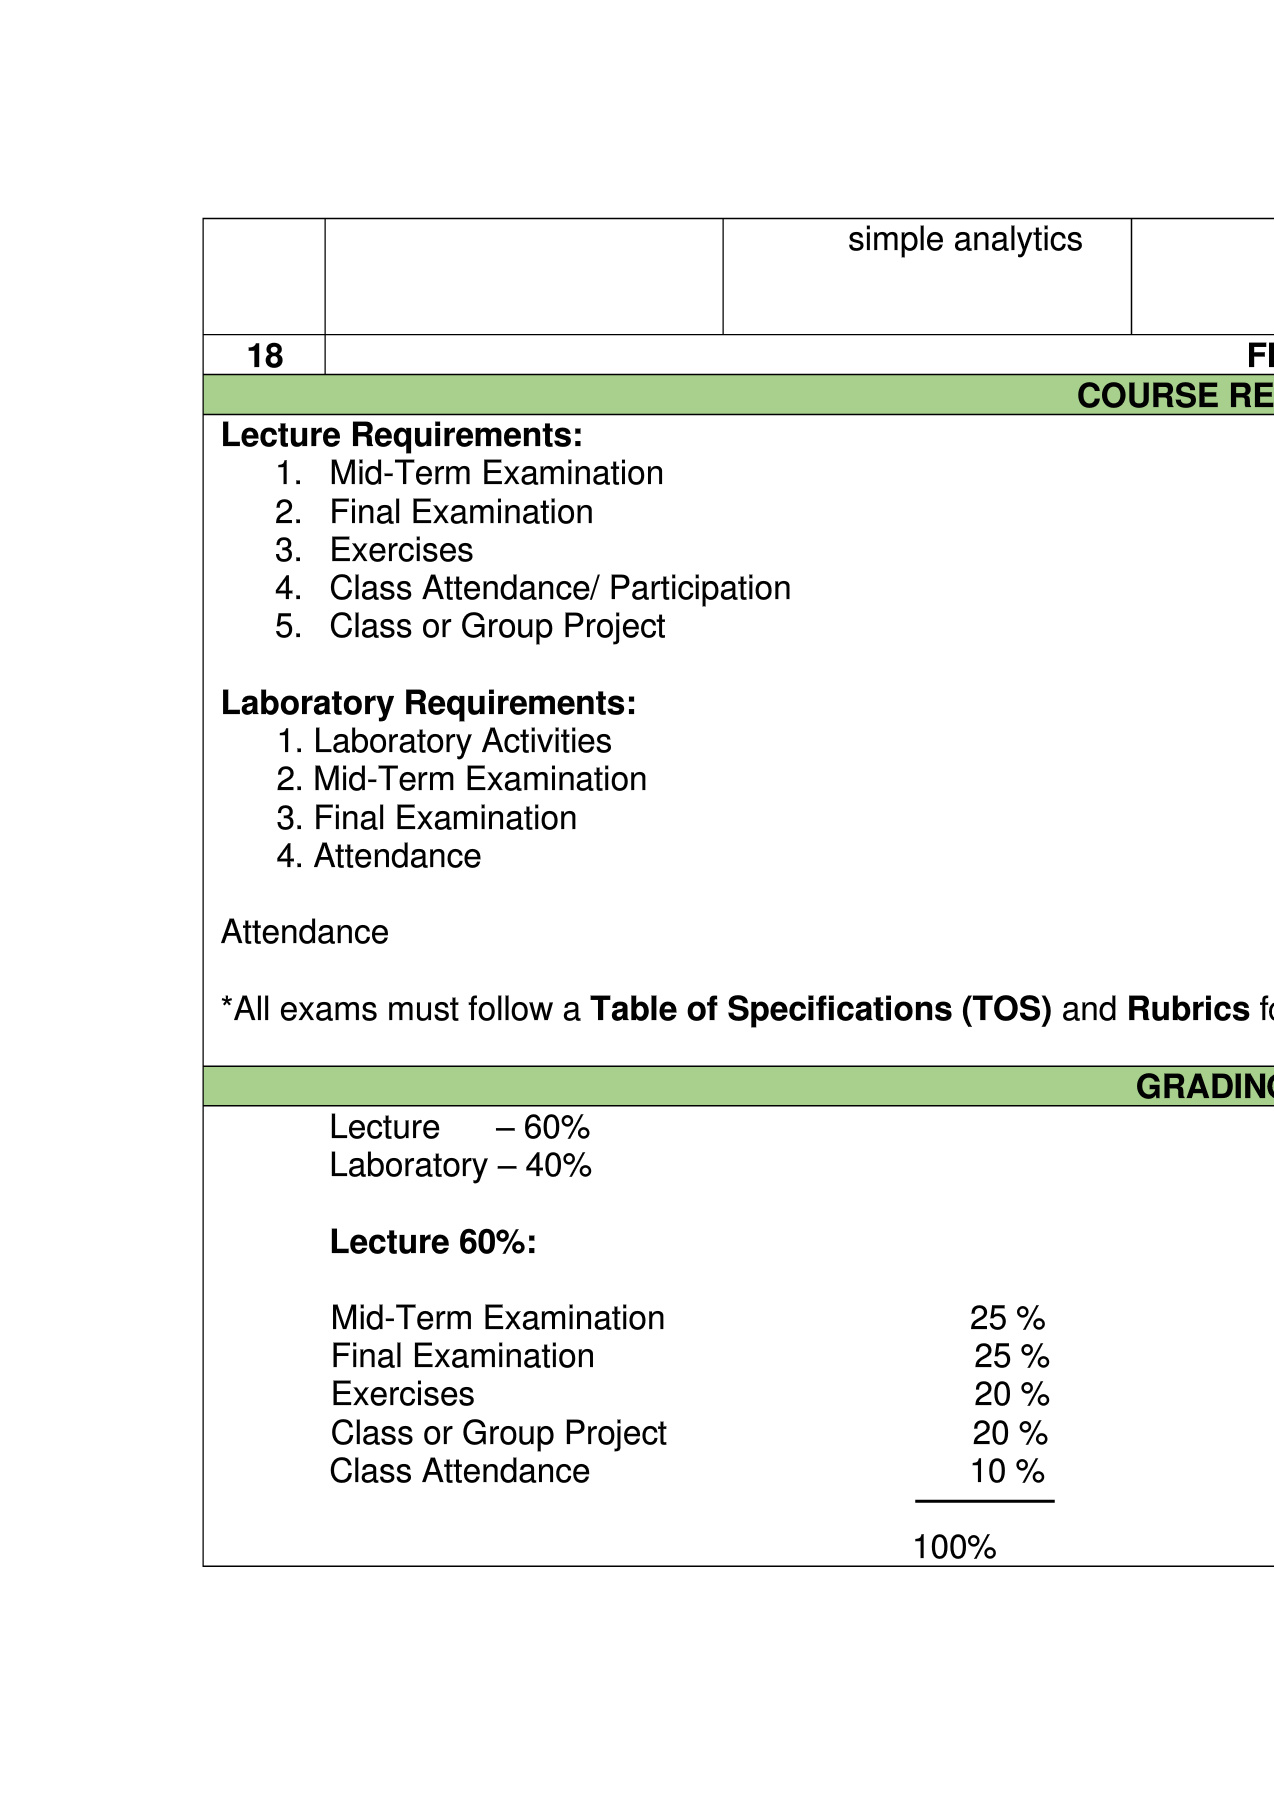 simple analytics
18 FI
COURSE RE
Lecture Requirements:
1. Mid-Term Examination
2. Final Examination
3. Exercises
4. Class Attendance/ Participation
5. Class or Group Project
Laboratory Requirements:
1. Laboratory Activities
2. Mid-Term Examination
3. Final Examination
4. Attendance
Attendance
*All exams must follow a Table of Specifications (TOS) and Rubrics fo
GRADING
Lecture – 60%
Laboratory – 40%
Lecture 60%:
Mid-Term Examination 25 %
Final Examination 25 %
Exercises 20 %
Class or Group Project 20 %
Class Attendance 10 %
100%